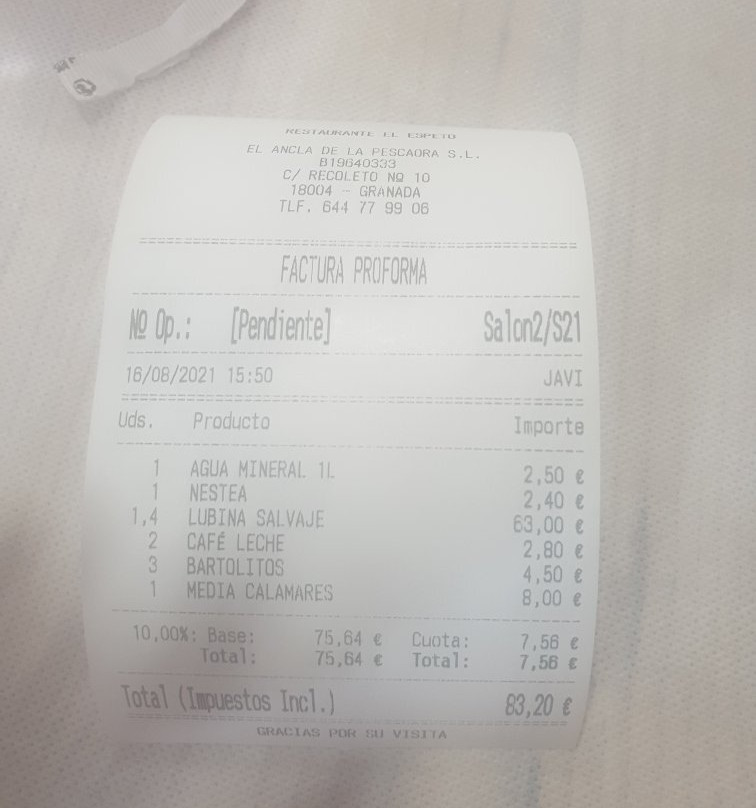 RESTAURANTE EL ESPETO
EL ANCLA DE LA PESCAORA S.L.
B19640333
C/ RECOLETO Nº 10
18004 - GRANADA
TLF. 644 77 99 06
FACTURA PROFORMA
Nº Op.: [Pendiente] Salon2/S21
16/08/2021 15:50 JAVI
Uds. Producto Importe
1 AGUA MINERAL 1L 2,50 €
1 NESTEA 2,40 €
1,4 LUBINA SALVAJE 63,00 €
2 CAFÉ LECHE 2,80 €
3 BARTOLITOS 4,50 €
1 MEDIA CALAMARES 8,00 €
10,00%: Base: 75,64 € Cuota: 7,56 €
Total: 75,64 € Total: 7,56 €
Total (Impuestos Incl.) 83,20 €
GRACIAS POR SU VISITA